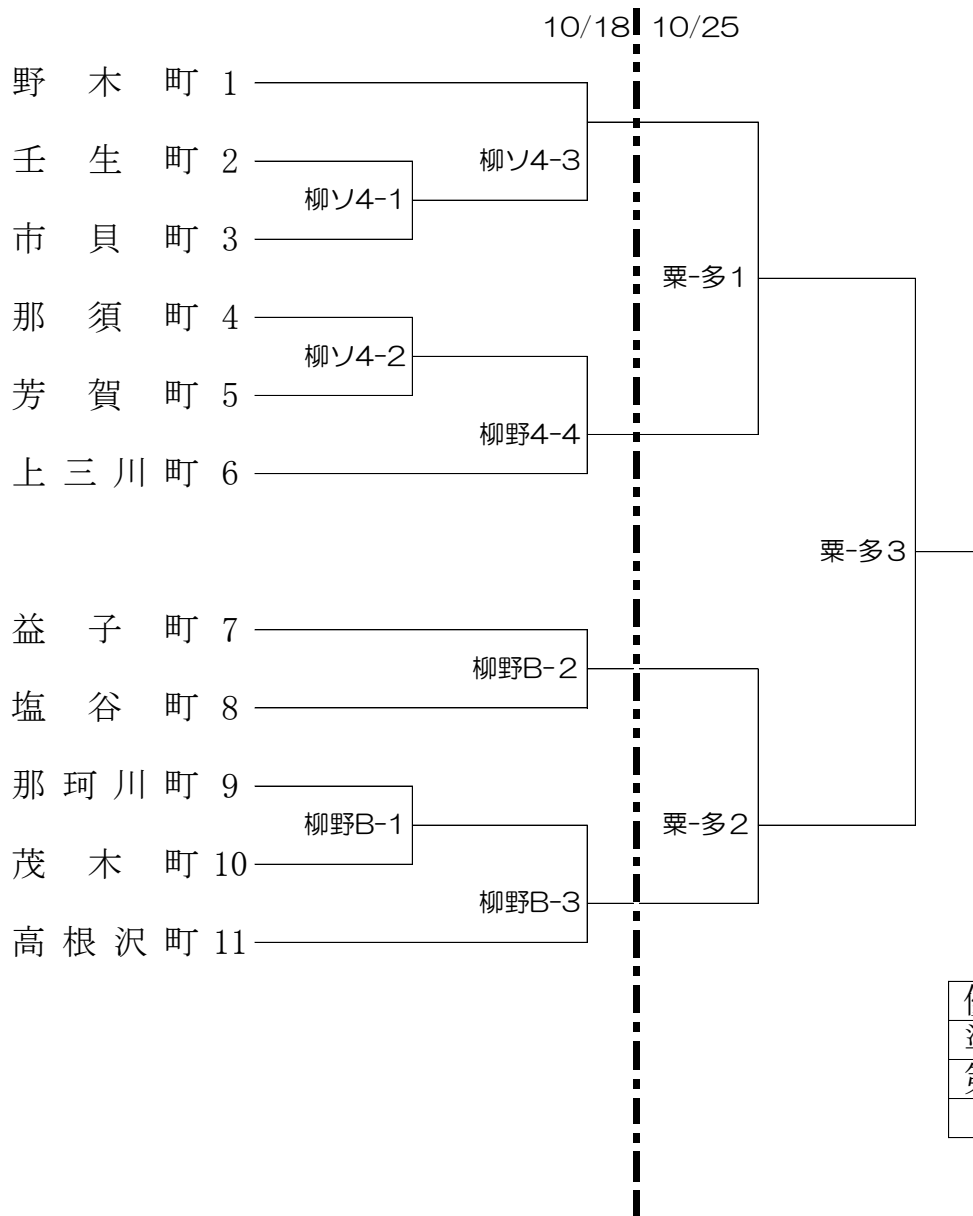 10/18 10/25
野木町 1
壬生町 2
柳ソ4-3
柳ソ4-1
市貝町 3
粟-多1
那須町 4
柳ソ4-2
芳賀町 5
柳野4-4
上三川町 6
粟-多3
益子町 7
柳野B-2
塩谷町 8
那珂川町 9
柳野B-1
粟-多2
茂木町 10
柳野B-3
高根沢町 11